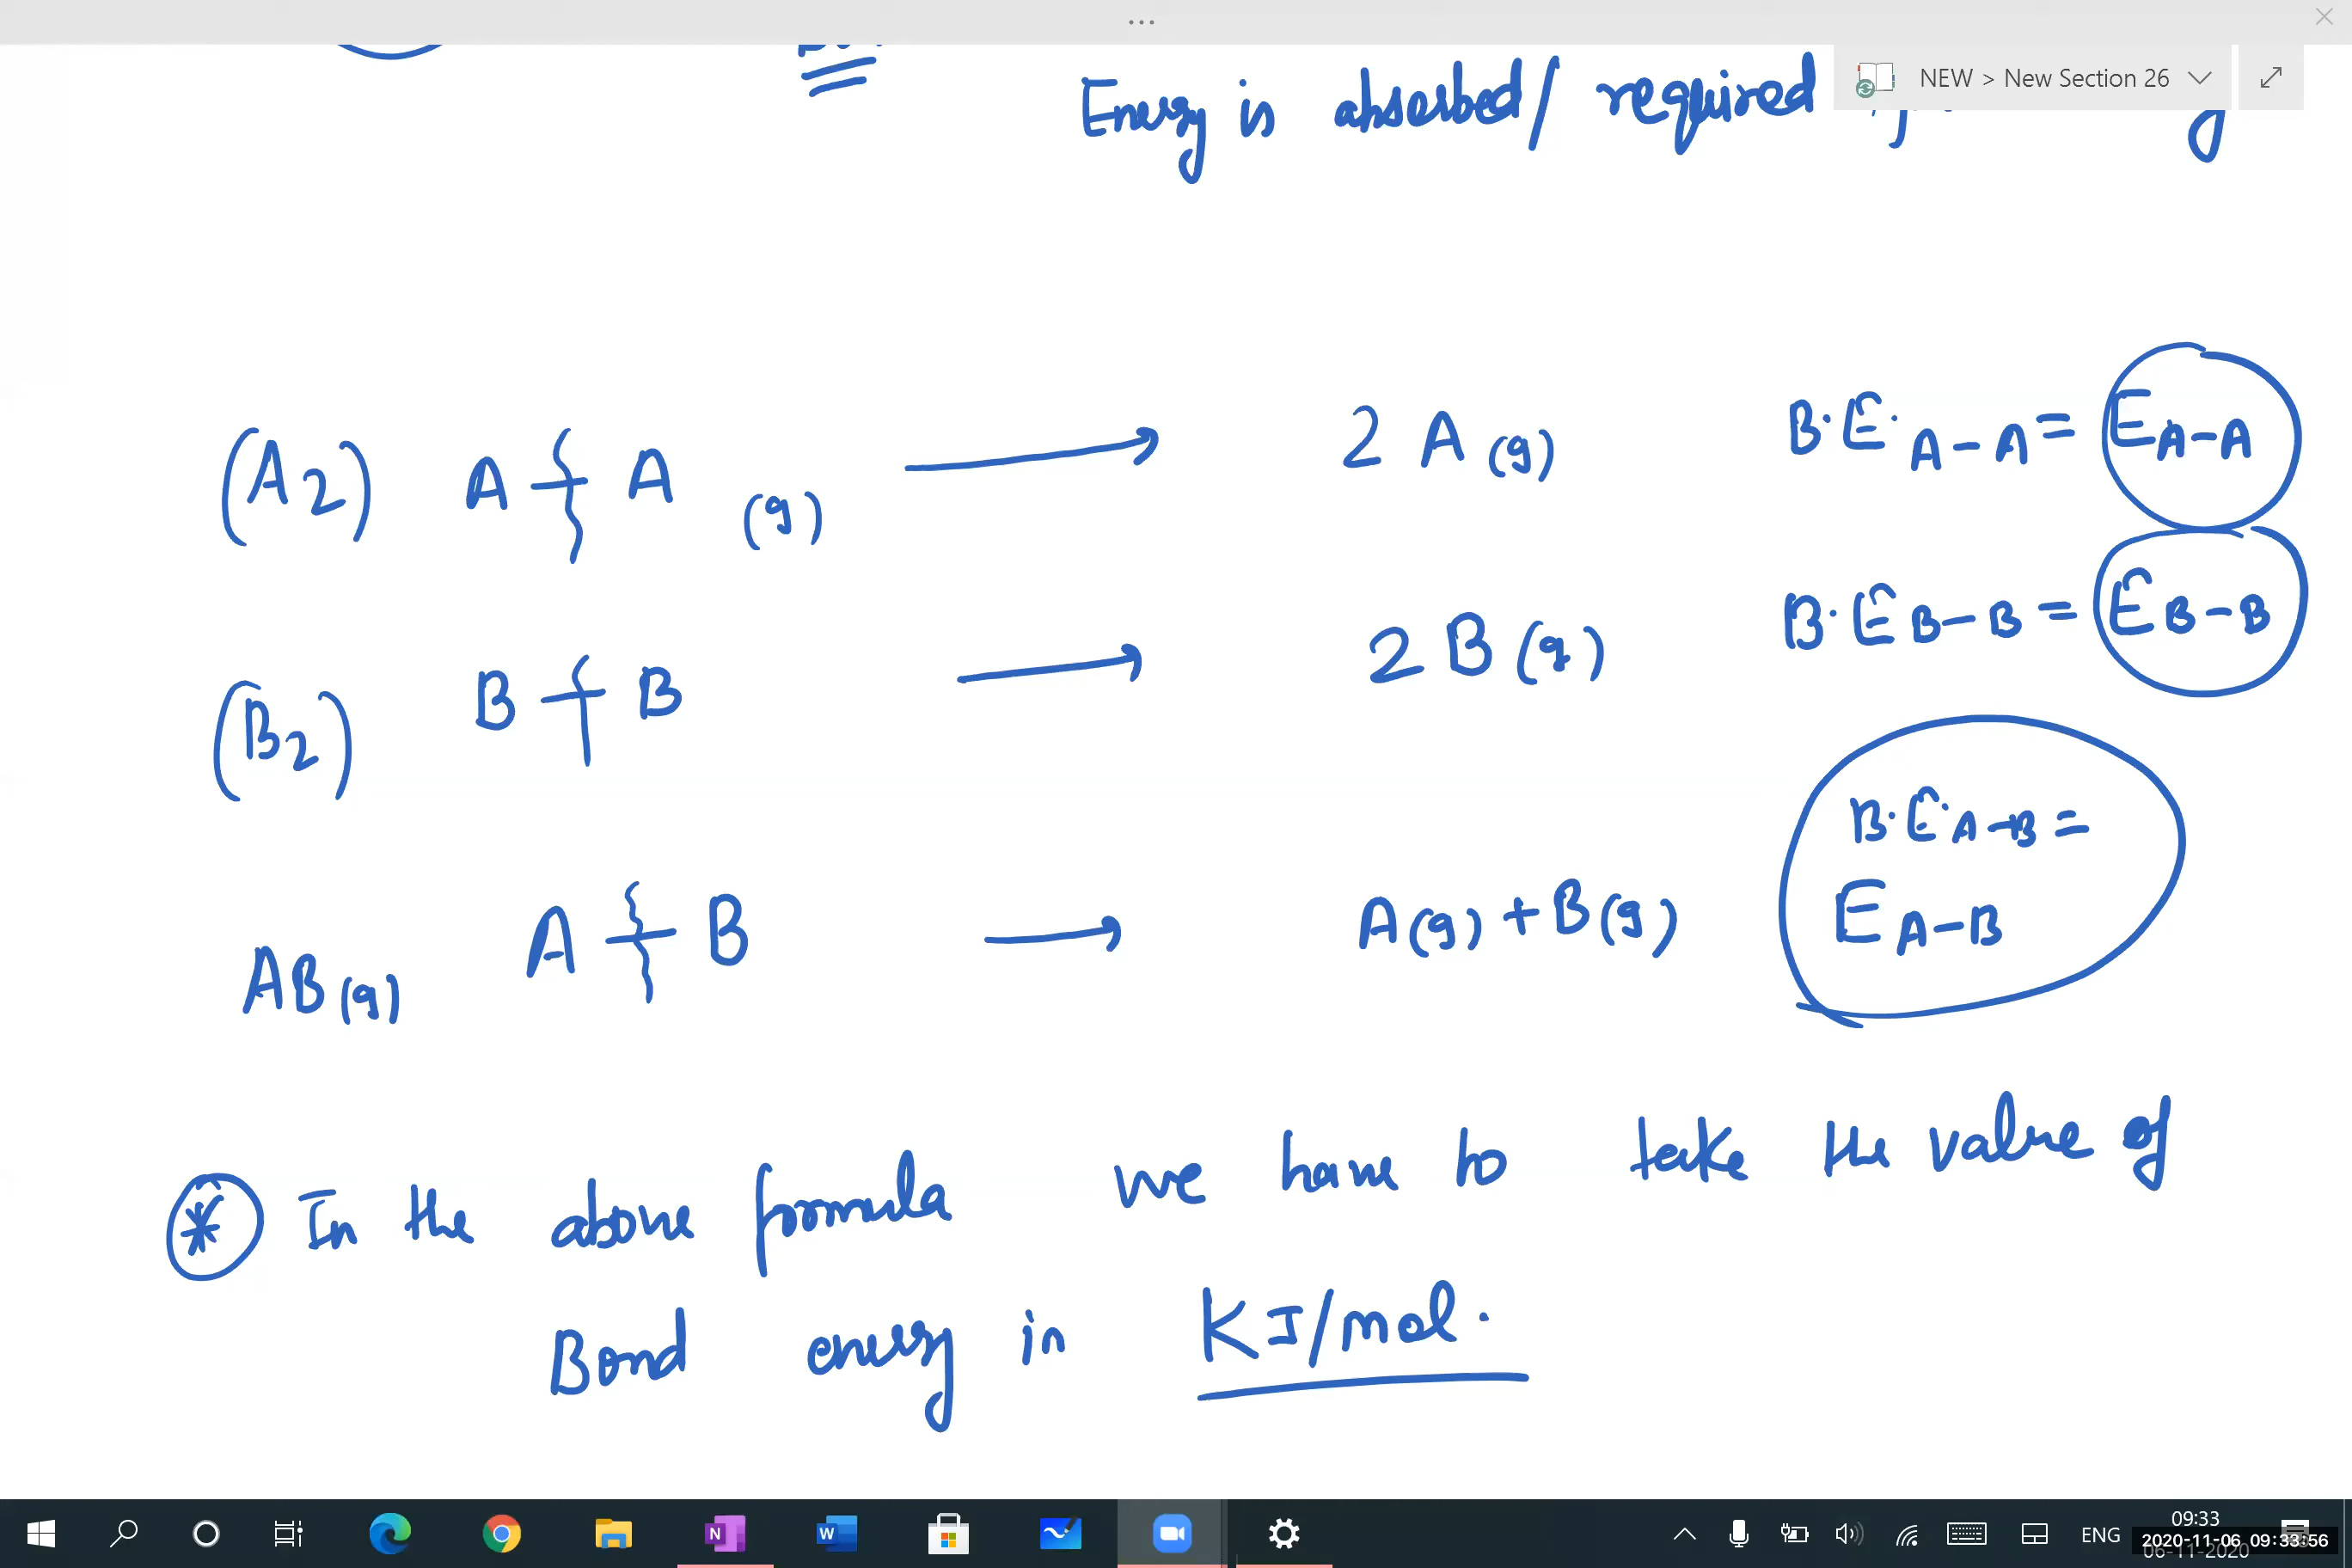 ...
NEW > New Section 26
Energy is absorbed/ required
(A2) A A (g) → 2 A (g) B.E. A-A = E A-A
(B2) B B → 2 B (g) B.E B-B = E B-B
AB(g) A B → A(g) + B(g) B.E. A-B =
E A-B
* In the above formula we have to take the value of
Bond energy in KJ/mol.
N
W
ENG
09:33
2020-11-06 09:33:56
06-11-2020